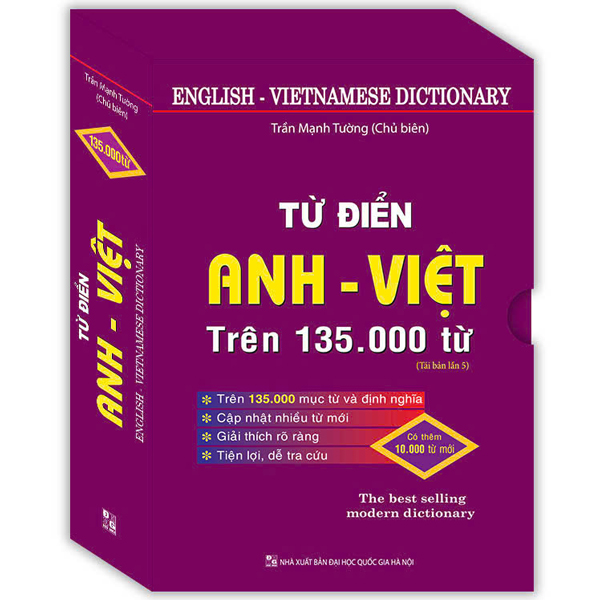 ENGLISH - VIETNAMESE DICTIONARY
Trần Mạnh Tường (Chủ biên)
TỪ ĐIỂN
ANH - VIỆT
Trên 135.000 từ
(Tái bản lần 5)
✻ Trên 135.000 mục từ và định nghĩa
✻ Cập nhật nhiều từ mới
✻ Giải thích rõ ràng
✻ Tiện lợi, dễ tra cứu
Có thêm
10.000 từ mới
The best selling
modern dictionary
NHÀ XUẤT BẢN ĐẠI HỌC QUỐC GIA HÀ NỘI
Trần Mạnh Tường
(Chủ biên)
135.000 từ
TỪ ĐIỂN
ANH - VIỆT
ENGLISH - VIETNAMESE DICTIONARY